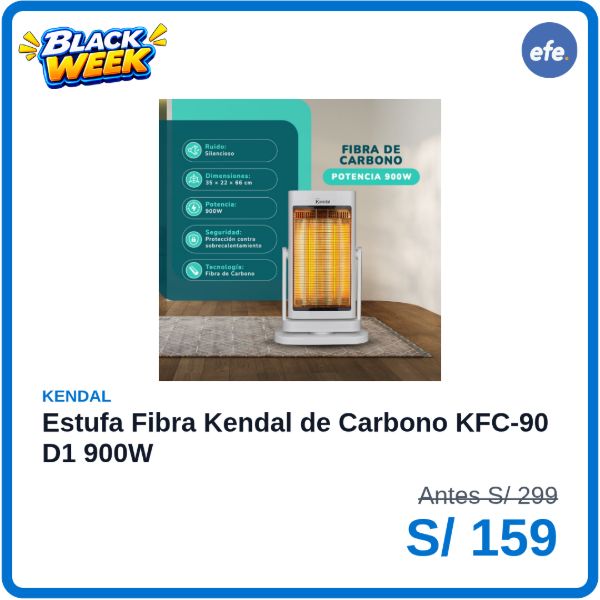 BLACK
WEEK
efe.
Ruido:
Silencioso
Dimensiones:
35 x 22 x 66 cm
Potencia:
900W
Seguridad:
Protección contra
sobrecalentamiento
Tecnología:
Fibra de Carbono
FIBRA DE
CARBONO
POTENCIA 900W
Kendal
KENDAL
Estufa Fibra Kendal de Carbono KFC-90
D1 900W
Antes S/ 299
S/ 159